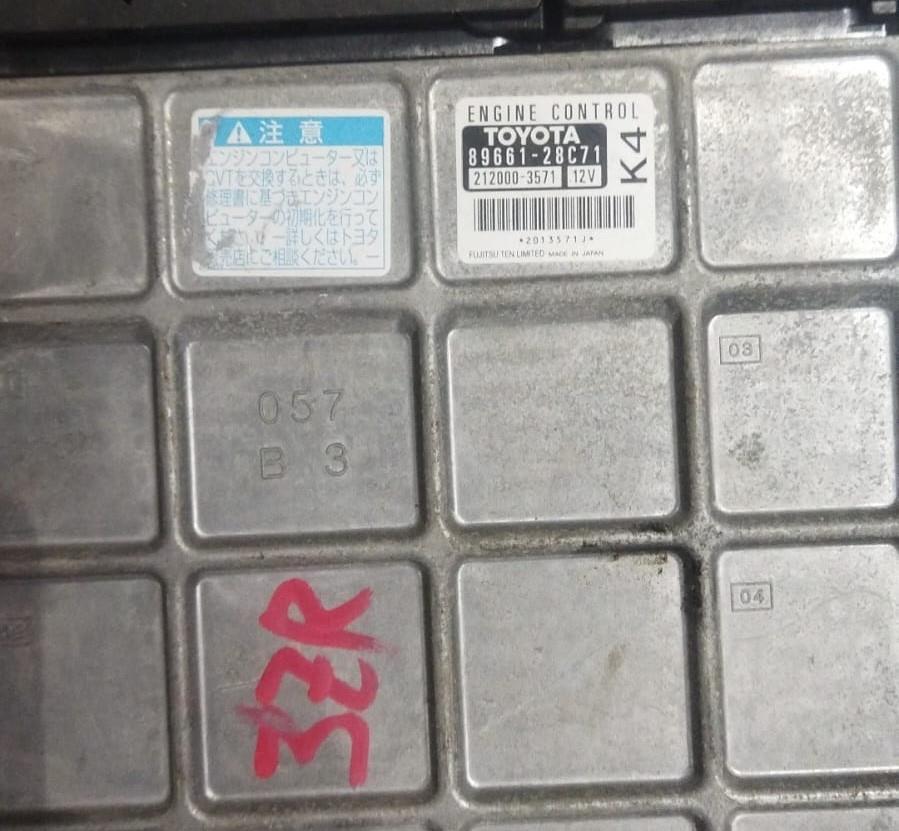 注意
エンジンコンピューター又は
CVTを交換するときは、必ず
修理書に基づきエンジンコン
ピューターの初期化を行って
ください。ー詳しくはトヨタ
販売店にご相談ください。ー
ENGINE CONTROL
TOYOTA
89661-28C71
212000-3571 12V
K4
*2013571J*
FUJITSU TEN LIMITED MADE IN JAPAN
03
057
B 3
04
3ZR